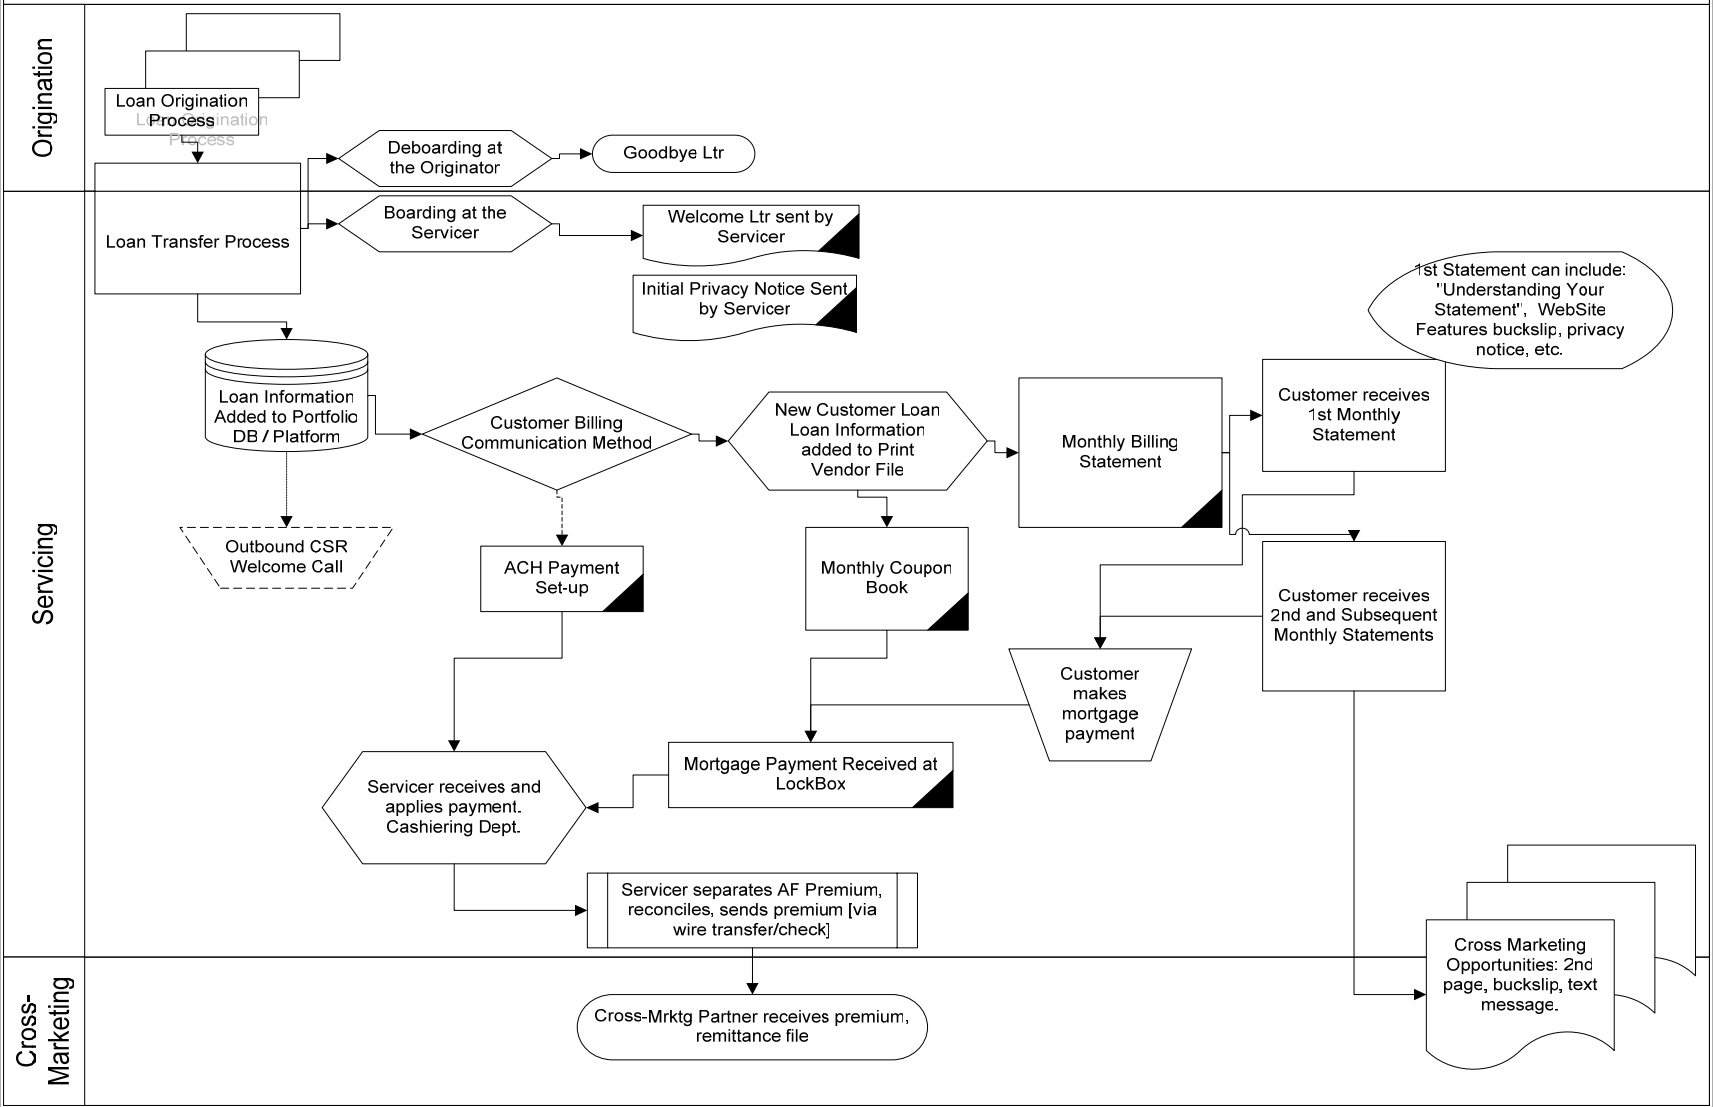 Origination
Loan Origination
Process
Loan Origination
Process
Deboarding at
the Originator
Goodbye Ltr
Servicing
Loan Transfer Process
Boarding at the
Servicer
Welcome Ltr sent by
Servicer
Initial Privacy Notice Sent
by Servicer
1st Statement can include:
"Understanding Your
Statement", WebSite
Features buckslip, privacy
notice, etc.
Loan Information
Added to Portfolio
DB / Platform
Customer Billing
Communication Method
New Customer Loan
Loan Information
added to Print
Vendor File
Monthly Billing
Statement
Customer receives
1st Monthly
Statement
Outbound CSR
Welcome Call
ACH Payment
Set-up
Monthly Coupon
Book
Customer receives
2nd and Subsequent
Monthly Statements
Customer
makes
mortgage
payment
Mortgage Payment Received at
LockBox
Servicer receives and
applies payment.
Cashiering Dept.
Servicer separates AF Premium,
reconciles, sends premium [via
wire transfer/check]
Cross-
Marketing
Cross-Mrktg Partner receives premium,
remittance file
Cross Marketing
Opportunities: 2nd
page, buckslip, text
message.